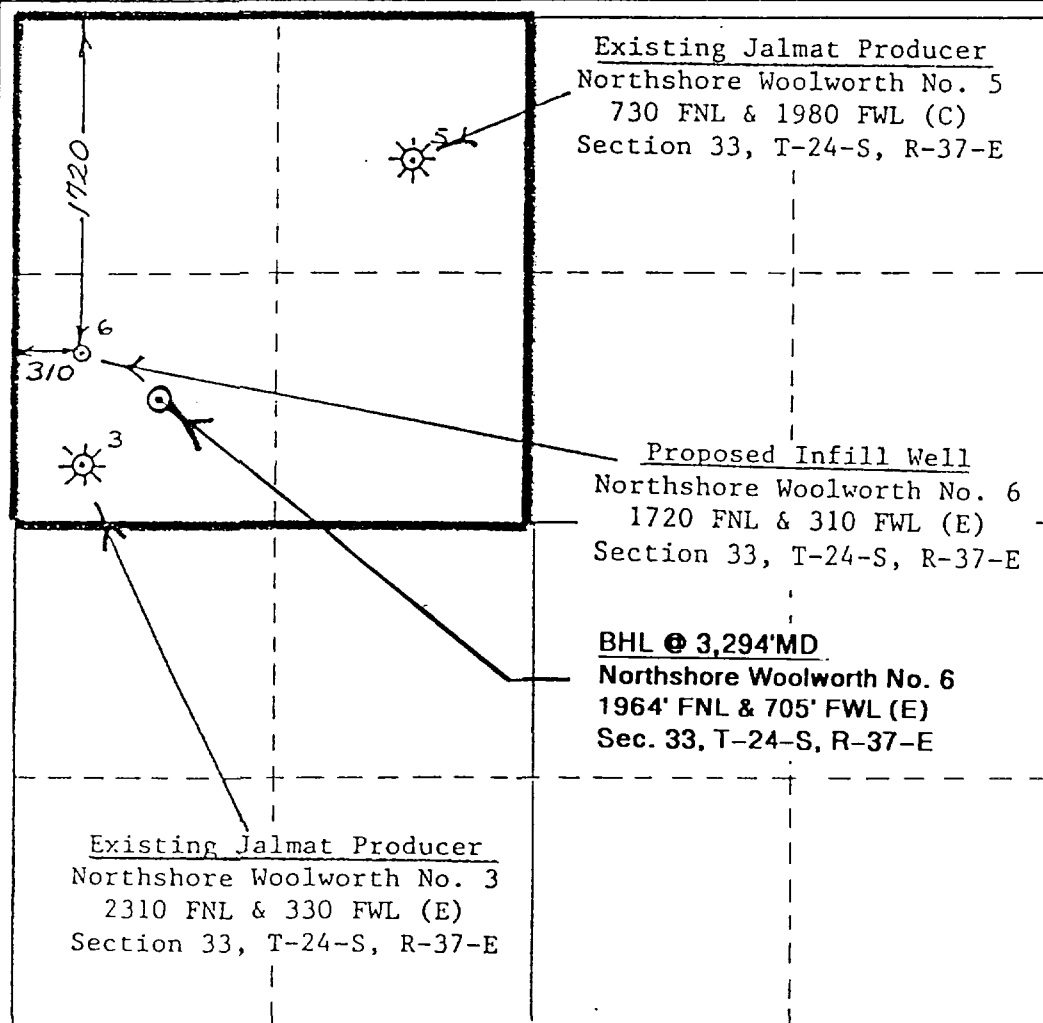 Existing Jalmat Producer
Northshore Woolworth No. 5
730 FNL & 1980 FWL (C)
Section 33, T-24-S, R-37-E
1720
5
6
310
3
Proposed Infill Well
Northshore Woolworth No. 6
1720 FNL & 310 FWL (E)
Section 33, T-24-S, R-37-E
BHL @ 3,294'MD
Northshore Woolworth No. 6
1964' FNL & 705' FWL (E)
Sec. 33, T-24-S, R-37-E
Existing Jalmat Producer
Northshore Woolworth No. 3
2310 FNL & 330 FWL (E)
Section 33, T-24-S, R-37-E